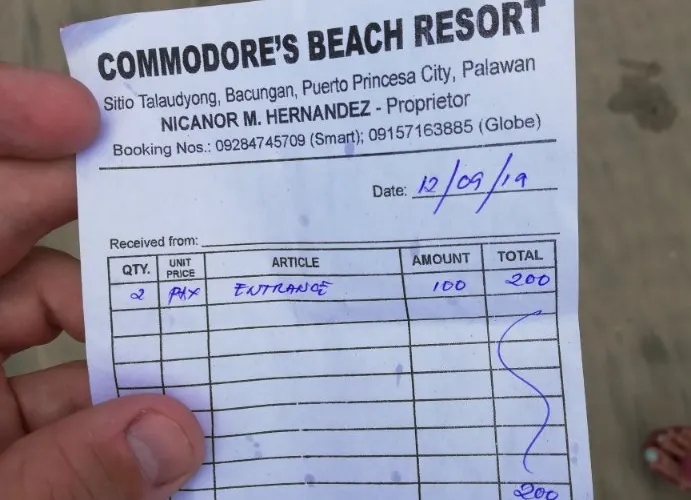 COMMODORE'S BEACH RESORT
Sitio Talaudyong, Bacungan, Puerto Princesa City, Palawan
NICANOR M. HERNANDEZ - Proprietor
Booking Nos.: 09284745709 (Smart); 09157163885 (Globe)
Date: 12/09/19
Received from:
QTY. UNIT PRICE ARTICLE AMOUNT TOTAL
2 PAX ENTRANCE 100 200
200